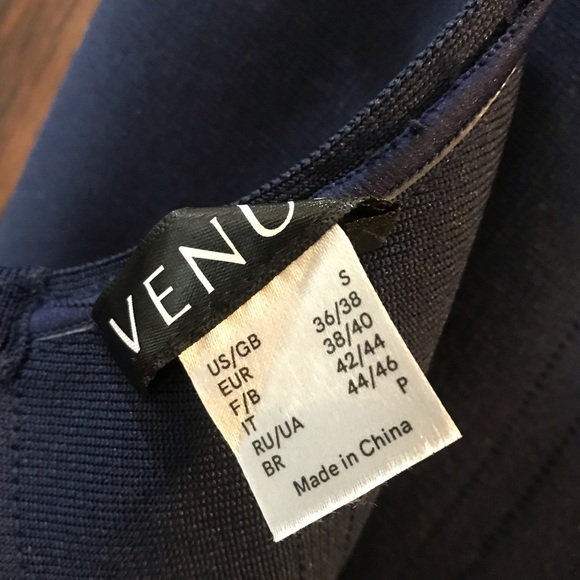 VENU
US/GB S
EUR 36/38
F/B 38/40
IT 42/44
RU/UA 44/46
BR P
Made in China